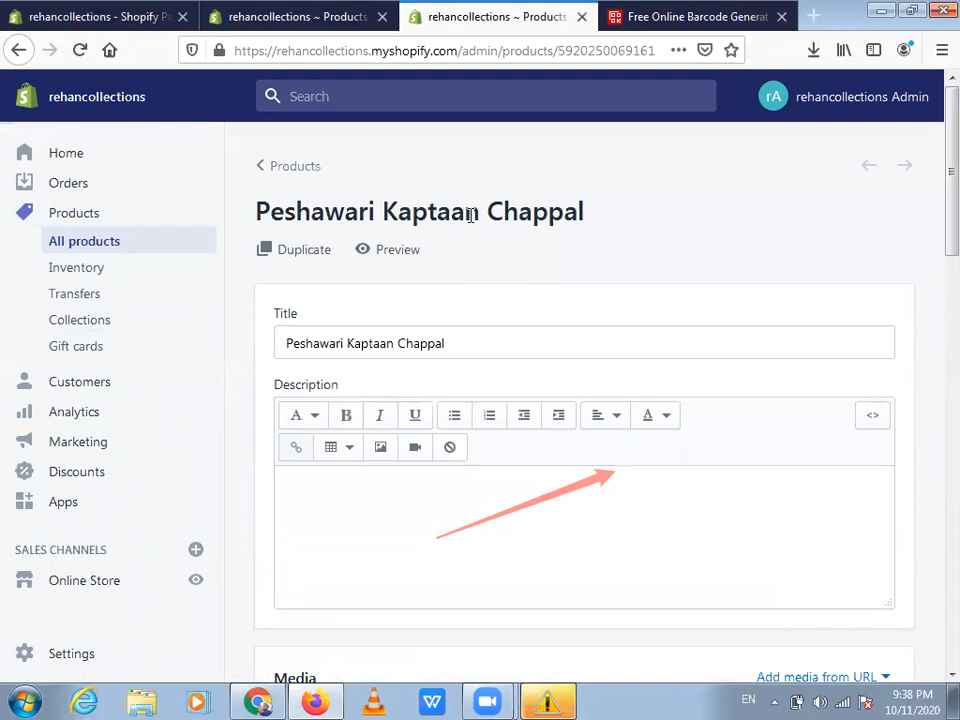 rehancollections - Shopify P
rehancollections ~ Products
rehancollections ~ Products
Free Online Barcode Generat
https://rehancollections.myshopify.com/admin/products/5920250069161
rehancollections
Search
rA
rehancollections Admin
Home
Orders
Products
All products
Inventory
Transfers
Collections
Gift cards
Customers
Analytics
Marketing
Discounts
Apps
SALES CHANNELS
Online Store
Settings
Products
Peshawari Kaptaan Chappal
Duplicate
Preview
Title
Peshawari Kaptaan Chappal
Description
A
B
I
U
A
<>
Media
Add media from URL
EN
9:38 PM
10/11/2020